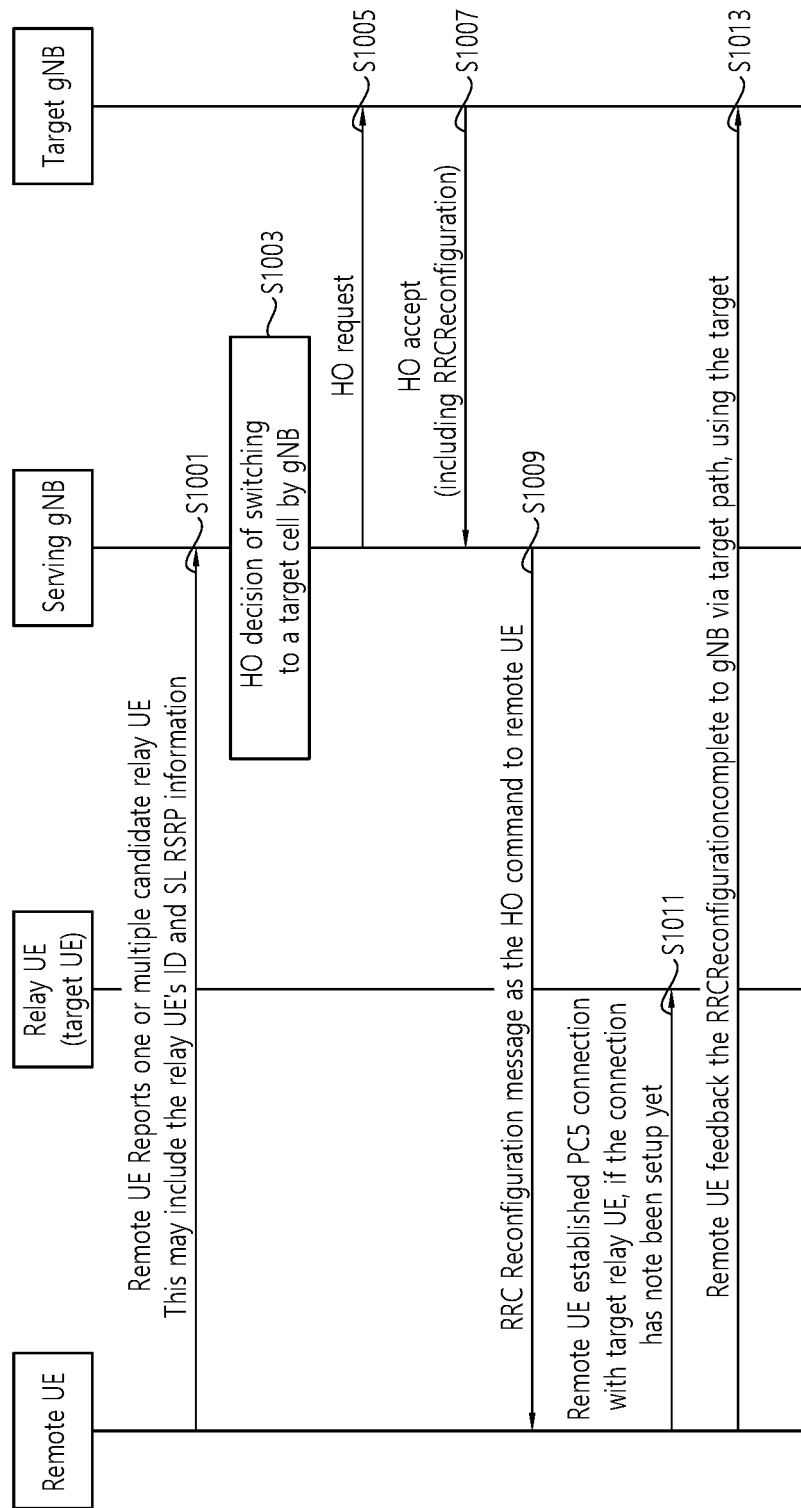 Remote UE
Relay UE
(target UE)
Serving gNB
Target gNB
Remote UE Reports one or multiple candidate relay UE
This may include the relay UE's ID and SL RSRP information
S1001
HO decision of switching
to a target cell by gNB
S1003
HO request
S1005
HO accept
(including RRCReconfiguration)
S1007
RRC Reconfiguration message as the HO command to remote UE
S1009
Remote UE established PC5 connection
with target relay UE, if the connection
has note been setup yet
S1011
Remote UE feedback the RRCReconfigurationcomplete to gNB via target path, using the target
S1013